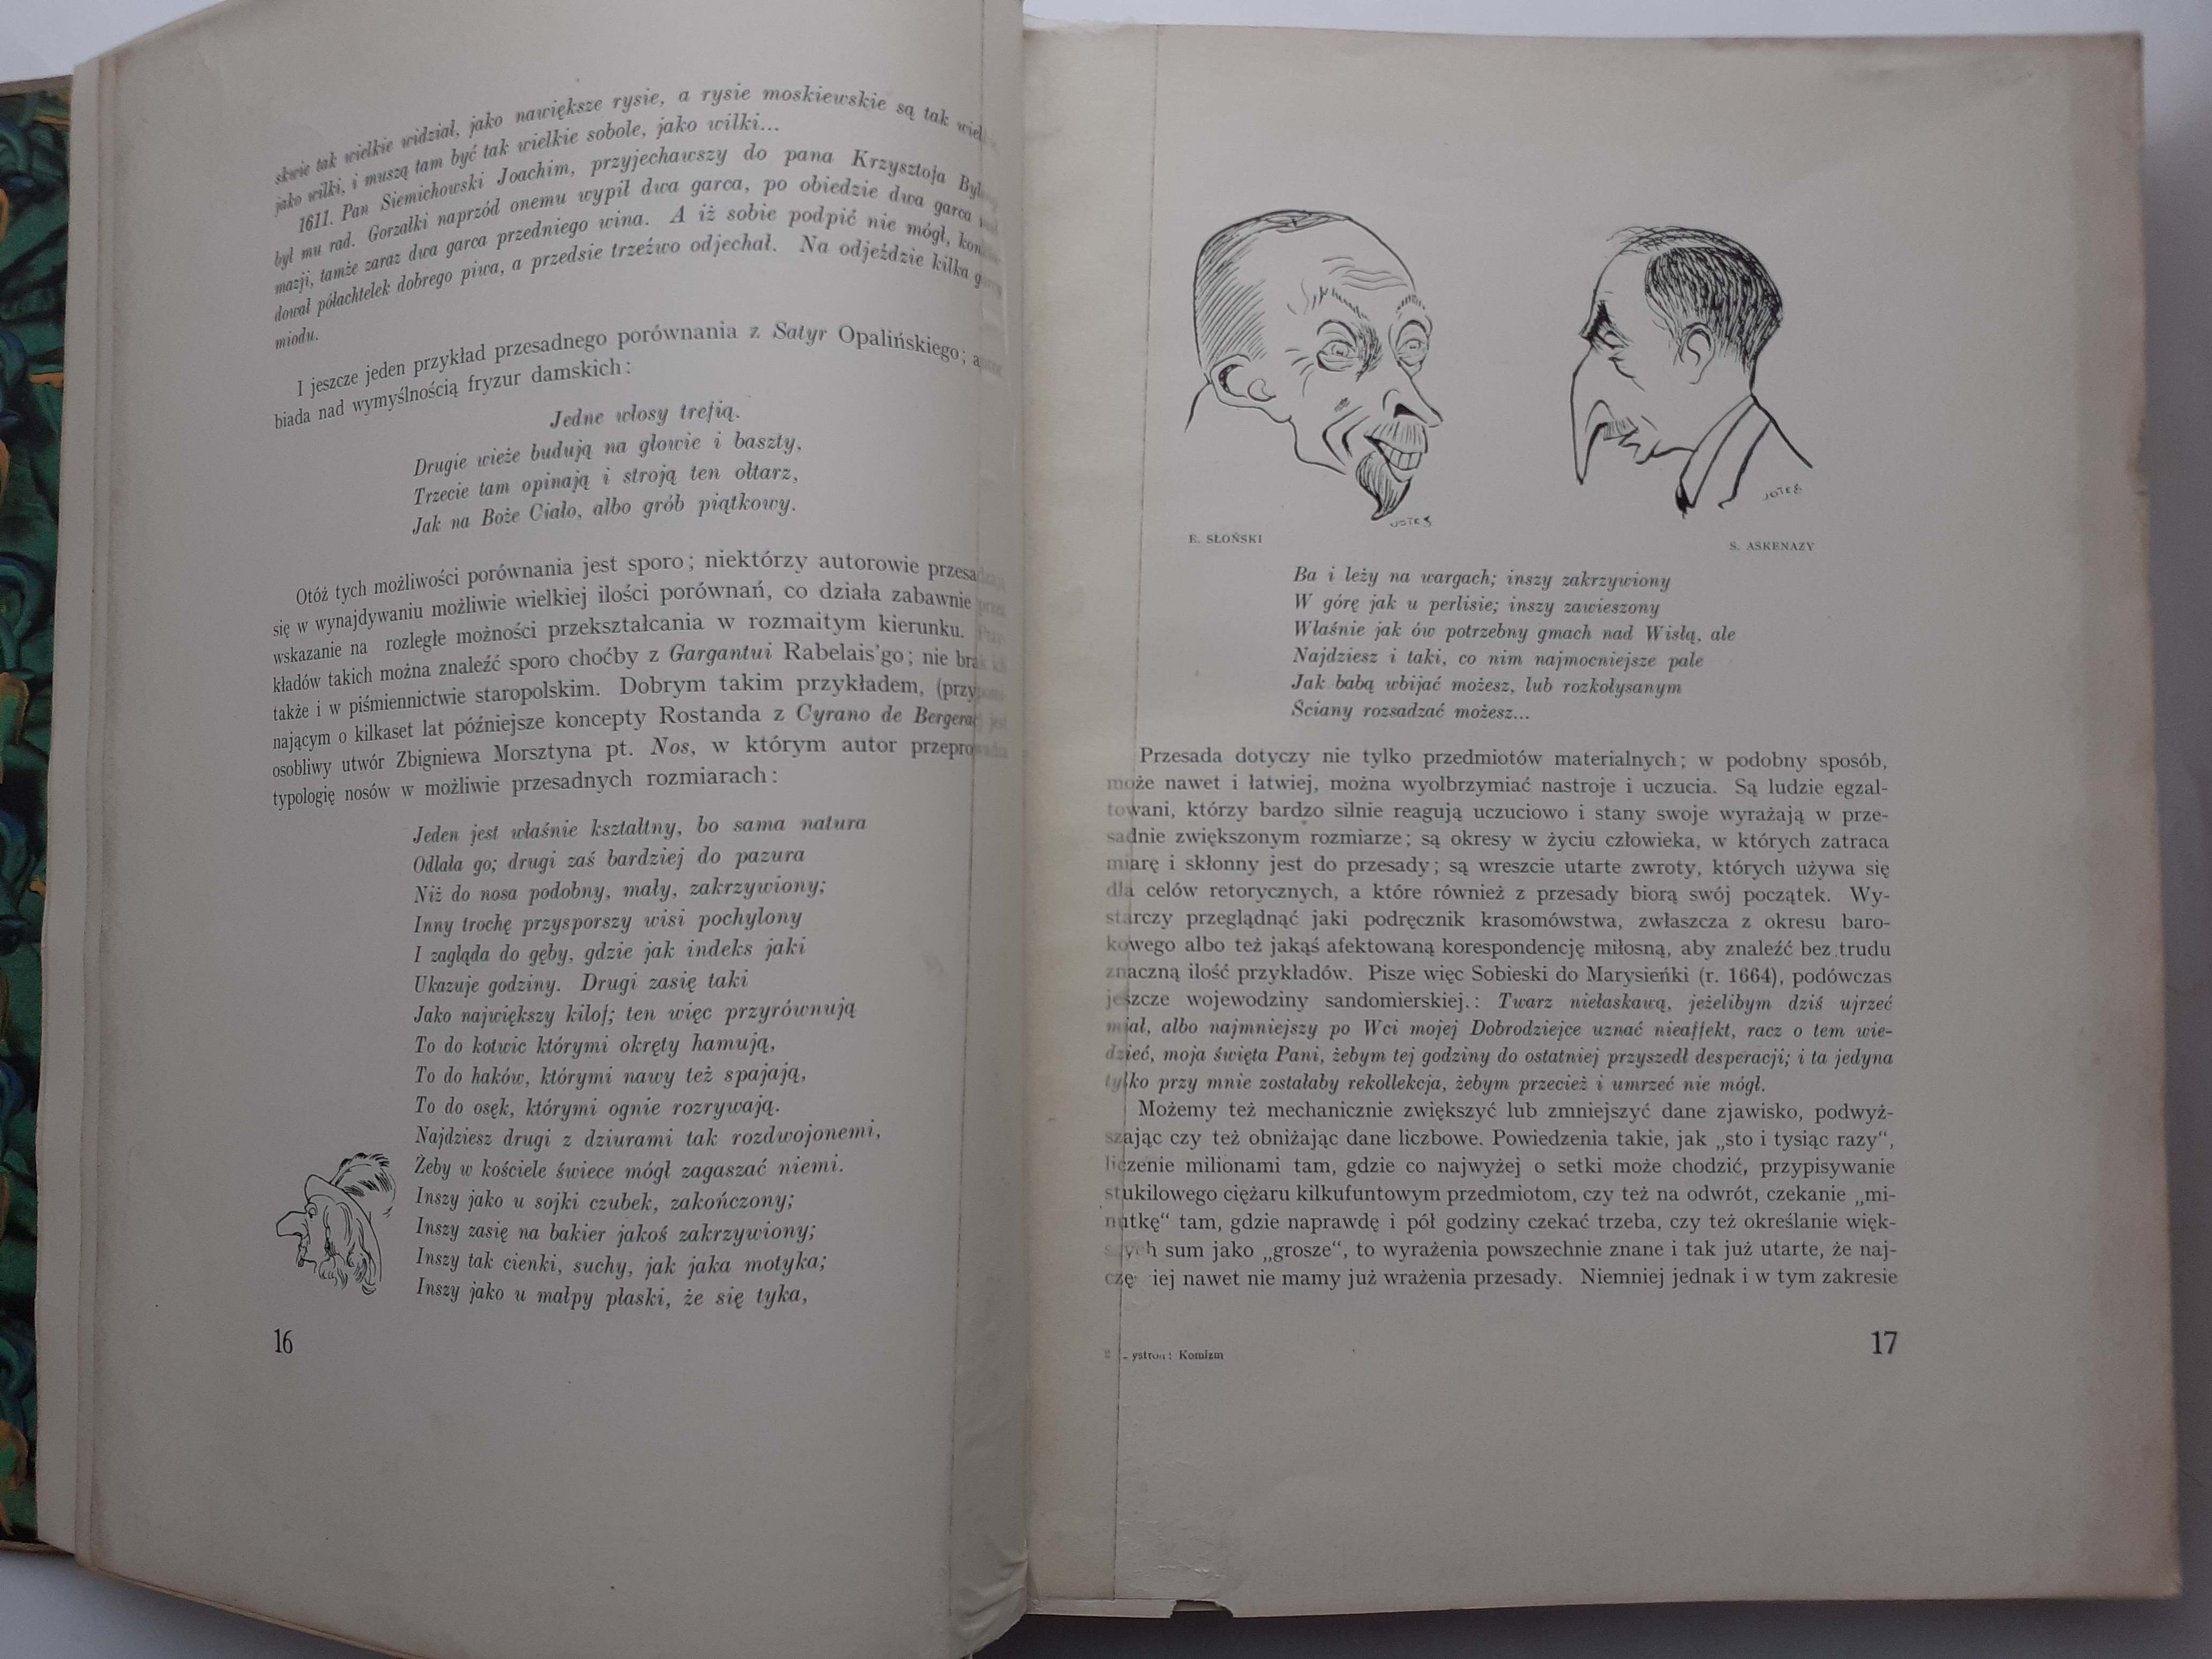 skwie tak wielkie widział, jako nawiększe rysie, a rysie moskiewskie są tak
jako wilki, i muszą tam być tak wielkie sobole, jako wilki...
1611. Pan Siemichowski Joachim, przyjechawszy do pana Krzysztofa
był mu rad. Gorzałki naprzód onemu wypił dwa garca, po obiedzie dwa garca
mazji, tamże zaraz dwa garca przedniego wina. A iż sobie podpić nie mógł,
dował półachtelek dobrego piwa, a przedsie trzeźwo odjechał. Na odjeździe kilka
miodu.
I jeszcze jeden przykład przesadnego porównania z Satyr Opalińskiego;
biada nad wymyślnością fryzur damskich:
Jedne włosy trefią.
Drugie wieże budują na głowie i baszty,
Trzecie tam opinają i stroją ten ołtarz,
Jak na Boże Ciało, albo grób piątkowy.
Otóż tych możliwości porównania jest sporo; niektórzy autorowie przesadzają
się w wynajdywaniu możliwie wielkiej ilości porównań, co działa zabawnie przez
wskazanie na rozległe możności przekształcania w rozmaitym kierunku. Przy-
kładów takich można znaleźć sporo choćby z Gargantui Rabelais'go; nie brak ich
także i w piśmiennictwie staropolskim. Dobrym takim przykładem, (przypomi-
nającym o kilkaset lat późniejsze koncepty Rostanda z Cyrano de Bergerac) jest
osobliwy utwór Zbigniewa Morsztyna pt. Nos, w którym autor przeprowadza
typologię nosów w możliwie przesadnych rozmiarach:
Jeden jest właśnie kształtny, bo sama natura
Odlała go; drugi zaś bardziej do pazura
Niż do nosa podobny, mały, zakrzywiony;
Inny trochę przysporszy wisi pochylony
I zagląda do gęby, gdzie jak indeks jaki
Ukazuje godziny. Drugi zasię taki
Jako największy kilof; ten więc przyrównują
To do kotwic którymi okręty hamują,
To do haków, którymi nawy też spajają,
To do osęk, którymi ognie rozrywają.
Najdziesz drugi z dziurami tak rozdwojonemi,
Żeby w kościele świece mógł zagaszać niemi.
Inszy jako u sojki czubek, zakończony;
Inszy zasię na bakier jakoś zakrzywiony;
Inszy tak cienki, suchy, jak jaka motyka;
Inszy jako u małpy płaski, że się tyka,
16
JOTES
JOTES
E. SŁOŃSKI
S. ASKENAZY
Ba i leży na wargach; inszy zakrzywiony
W górę jak u perlisie; inszy zawieszony
Właśnie jak ów potrzebny gmach nad Wisłą, ale
Najdziesz i taki, co nim najmocniejsze pale
Jak babą wbijać możesz, lub rozkołysanym
Ściany rozsadzać możesz...
Przesada dotyczy nie tylko przedmiotów materialnych; w podobny sposób,
może nawet i łatwiej, można wyolbrzymiać nastroje i uczucia. Są ludzie egzal-
towani, którzy bardzo silnie reagują uczuciowo i stany swoje wyrażają w prze-
sadnie zwiększonym rozmiarze; są okresy w życiu człowieka, w których zatraca
miarę i skłonny jest do przesady; są wreszcie utarte zwroty, których używa się
dla celów retorycznych, a które również z przesady biorą swój początek. Wy-
starczy przeglądnąć jaki podręcznik krasomówstwa, zwłaszcza z okresu baro-
kowego albo też jakąś afektowaną korespondencję miłosną, aby znaleźć bez trudu
znaczną ilość przykładów. Pisze więc Sobieski do Marysieńki (r. 1664), podówczas
jeszcze wojewodziny sandomierskiej.: Twarz niełaskawą, jeżelibym dziś ujrzeć
miał, albo najmniejszy po Wci mojej Dobrodziejce uznać nieaffekt, racz o tem wie-
dzieć, moja święta Pani, żebym tej godziny do ostatniej przyszedł desperacji; i ta jedyna
tylko przy mnie zostałaby rekollekcja, żebym przecież i umrzeć nie mógł.
Możemy też mechanicznie zwiększyć lub zmniejszyć dane zjawisko, podwyż-
szając czy też obniżając dane liczbowe. Powiedzenia takie, jak „sto i tysiąc razy“,
liczenie milionami tam, gdzie co najwyżej o setki może chodzić, przypisywanie
stukilowego ciężaru kilkufuntowym przedmiotom, czy też na odwrót, czekanie „mi-
nutkę“ tam, gdzie naprawdę i pół godziny czekać trzeba, czy też określanie więk-
szych sum jako „grosze“, to wyrażenia powszechnie znane i tak już utarte, że naj-
częściej nawet nie mamy już wrażenia przesady. Niemniej jednak i w tym zakresie
Bystroń: Komizm
17